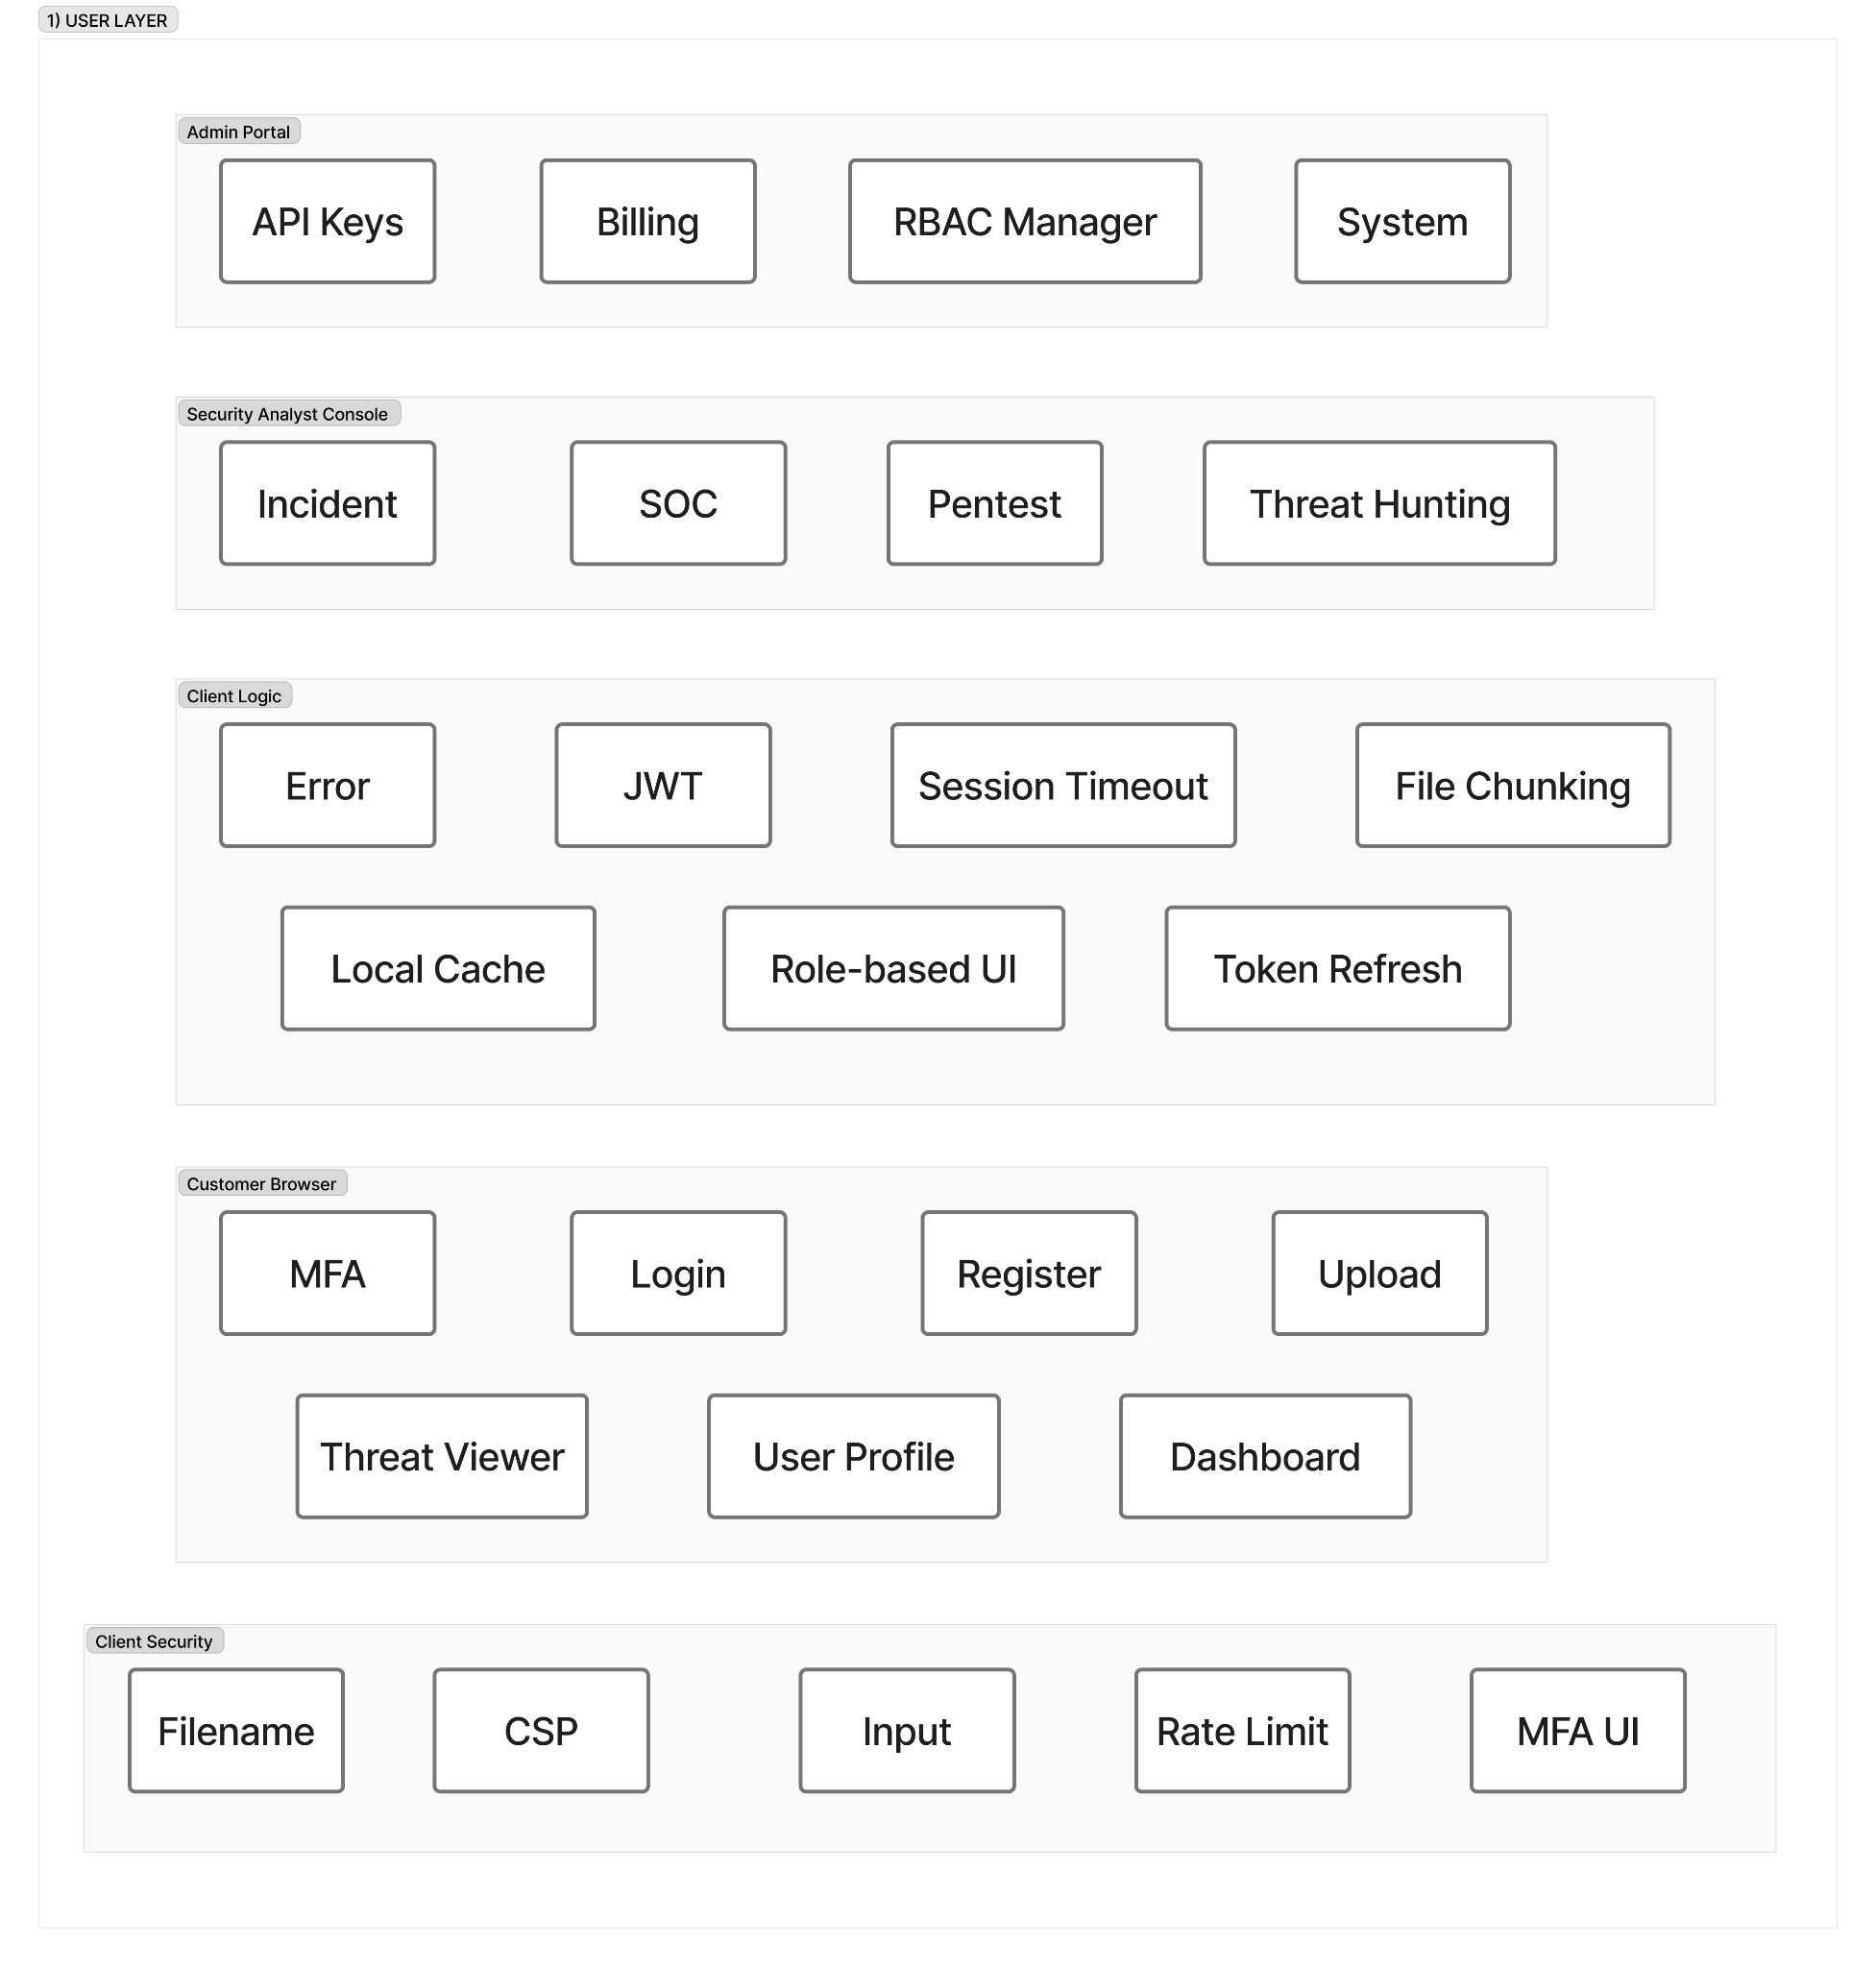 1) USER LAYER
Admin Portal
API Keys
Billing
RBAC Manager
System
Security Analyst Console
Incident
SOC
Pentest
Threat Hunting
Client Logic
Error
JWT
Session Timeout
File Chunking
Local Cache
Role-based UI
Token Refresh
Customer Browser
MFA
Login
Register
Upload
Threat Viewer
User Profile
Dashboard
Client Security
Filename
CSP
Input
Rate Limit
MFA UI